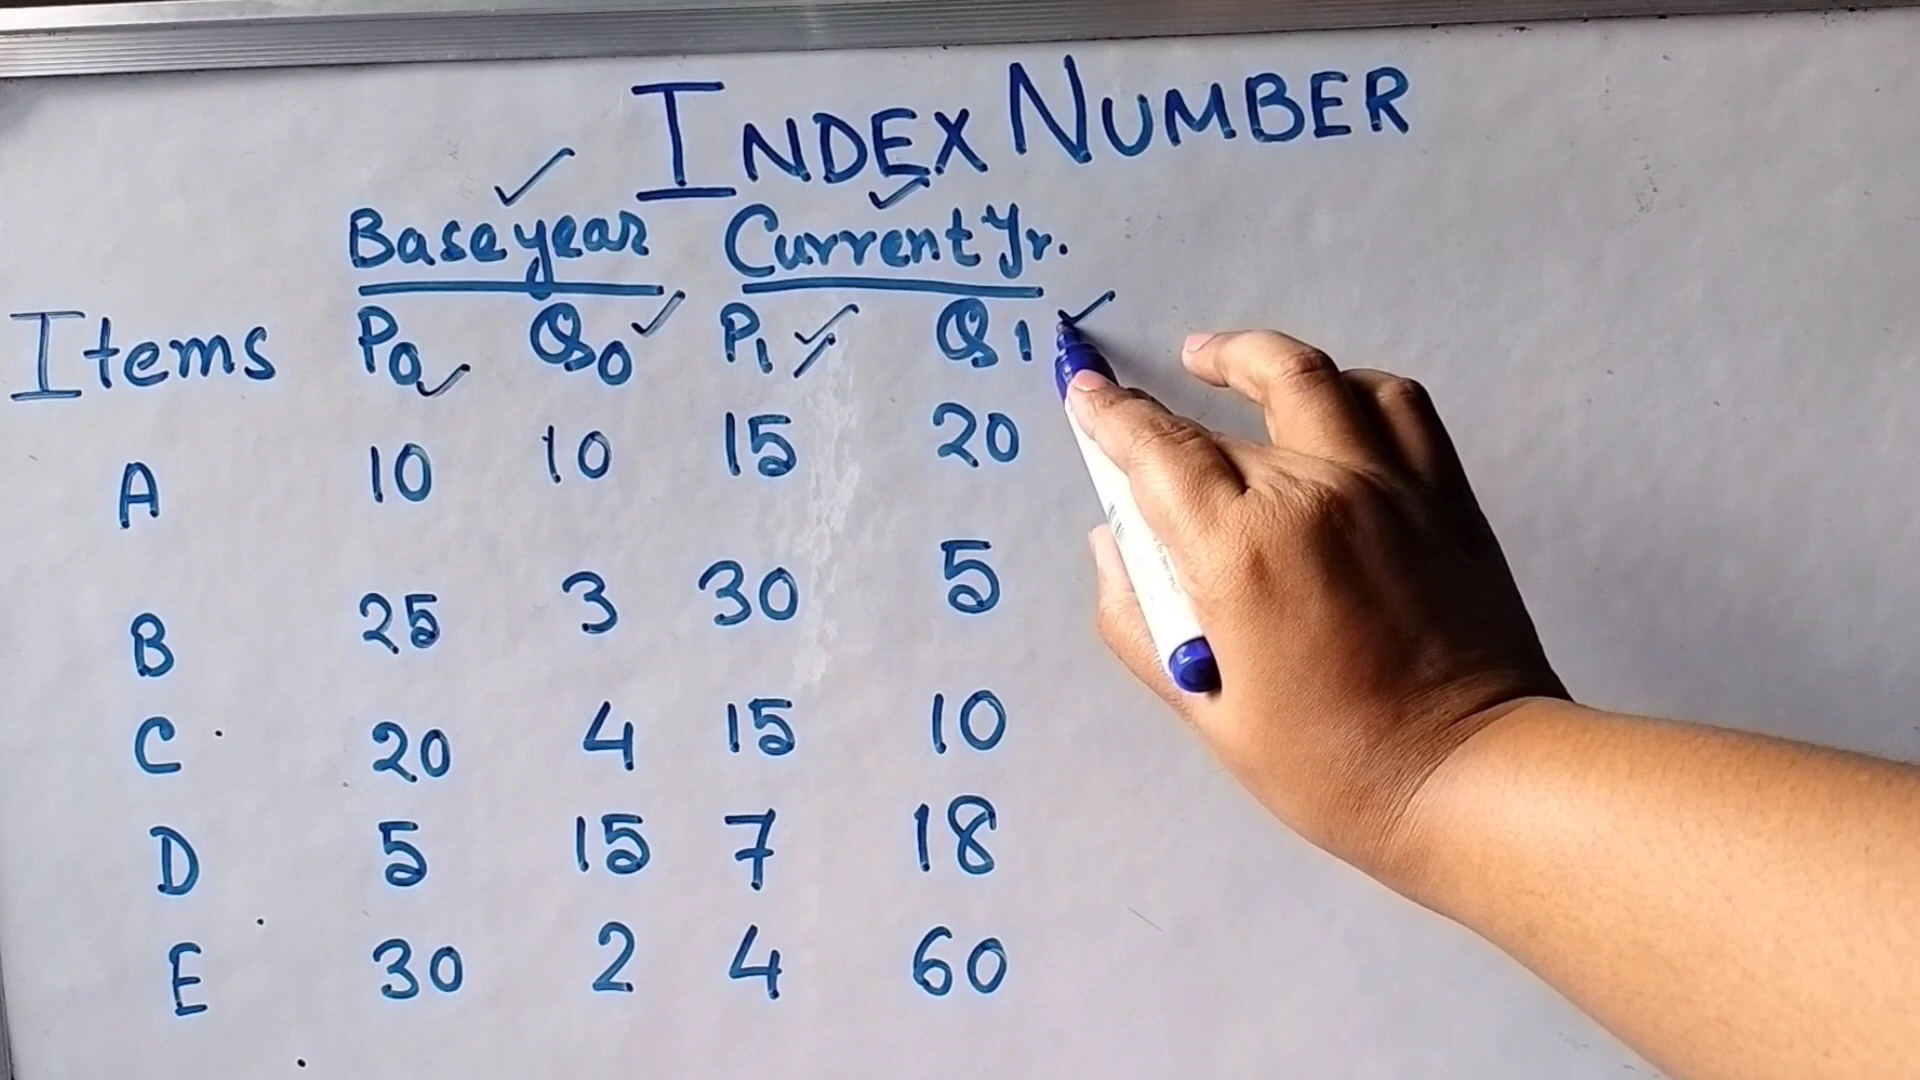 INDEX NUMBER
Base year Current Yr.
Items P0 Q0 P1 Q1
A 10 10 15 20
B 25 3 30 5
C 20 4 15 10
D 5 15 7 18
E 30 2 4 60